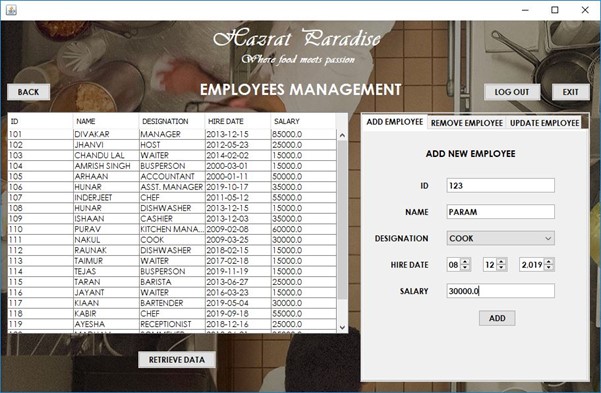 Hazrat Paradise
Where food meets passion
BACK
EMPLOYEES MANAGEMENT
LOG OUT
EXIT
ADD EMPLOYEE REMOVE EMPLOYEE UPDATE EMPLOYEE
ID NAME DESIGNATION HIRE DATE SALARY
101 DIVAKAR MANAGER 2013-12-15 85000.0
102 JHANVI HOST 2012-05-23 25000.0
103 CHANDU LAL WAITER 2014-02-02 15000.0
104 AMRISH SINGH BUSPERSON 2000-03-01 15000.0
105 ARHAAN ACCOUNTANT 2000-01-11 50000.0
106 HUNAR ASST. MANAGER 2019-10-17 35000.0
107 INDERJEET CHEF 2011-05-12 55000.0
108 HUNAR DISHWASHER 2013-12-15 15000.0
109 ISHAAN CASHIER 2013-12-03 35000.0
110 PURAV KITCHEN MANA... 2009-02-08 60000.0
111 NAKUL COOK 2009-03-25 30000.0
112 RAUNAK DISHWASHER 2018-02-15 15000.0
113 TAIMUR WAITER 2017-02-18 15000.0
114 TEJAS BUSPERSON 2019-11-19 15000.0
115 TARAN BARISTA 2013-06-27 25000.0
116 JAYANT WAITER 2016-03-23 15000.0
117 KIAAN BARTENDER 2019-05-04 30000.0
118 KABIR CHEF 2019-09-18 55000.0
119 AYESHA RECEPTIONIST 2018-12-16 25000.0
RETRIEVE DATA
ADD NEW EMPLOYEE
ID 123
NAME PARAM
DESIGNATION COOK
HIRE DATE 08 12 2,019
SALARY 30000.0
ADD